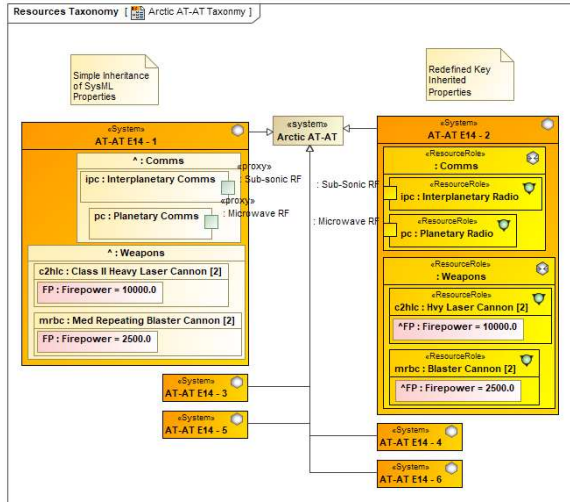 Resources Taxonomy [ Arctic AT-AT Taxonmy ]
Simple Inheritance
of SysML
Properties
Redefined Key
Inherited
Properties
«system»
Arctic AT-AT
«System»
AT-AT E14 - 1
^ : Comms
ipc : Interplanetary Comms
«proxy»
: Sub-sonic RF
pc : Planetary Comms
«proxy»
: Microwave RF
^ : Weapons
c2hlc : Class II Heavy Laser Cannon [2]
FP : Firepower = 10000.0
mrbc : Med Repeating Blaster Cannon [2]
FP : Firepower = 2500.0
«System»
AT-AT E14 - 2
«ResourceRole»
: Comms
: Sub-Sonic RF
«ResourceRole»
ipc : Interplanetary Radio
: Microwave RF
«ResourceRole»
pc : Planetary Radio
«ResourceRole»
:Weapons
«ResourceRole»
c2hlc : Hvy Laser Cannon [2]
^FP : Firepower = 10000.0
«ResourceRole»
mrbc : Blaster Cannon [2]
^FP : Firepower = 2500.0
«System»
AT-AT E14 - 3
«System»
AT-AT E14 - 5
«System»
AT-AT E14 - 4
«System»
AT-AT E14 - 6